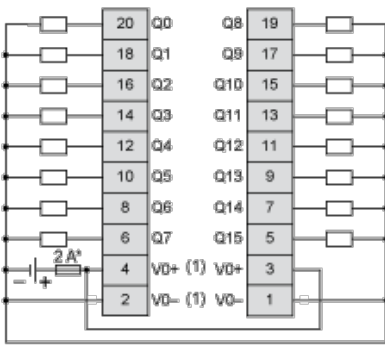 20 Q0 Q8 19
18 Q1 Q9 17
16 Q2 Q10 15
14 Q3 Q11 13
12 Q4 Q12 11
10 Q5 Q13 9
8 Q6 Q14 7
6 Q7 Q15 5
2 A*
4 V0+ (1) V0+ 3
− +
2 V0− (1) V0− 1